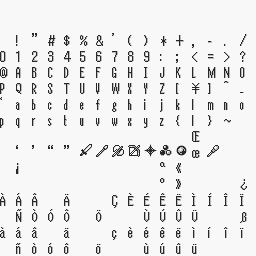 ! ” # $ % & ' ( ) * + , - . /
0 1 2 3 4 5 6 7 8 9 : ; < = > ?
@ A B C D E F G H I J K L M N O
P Q R S T U V W X Y Z [ ¥ ] ^ _
‘ a b c d e f g h i j k l m n o
p q r s t u v w x y z { | } ~
Œ
‘ ’ “ ” œ
¡ ª «
º » ¿
À Á Â Ä Ç È É Ê Ë Ì Í Î Ï
Ñ Ò Ó Ô Ö Ù Ú Û Ü ß
à á â ä ç è é ê ë ì í î ï
ñ ò ó ô ö ù ú û ü